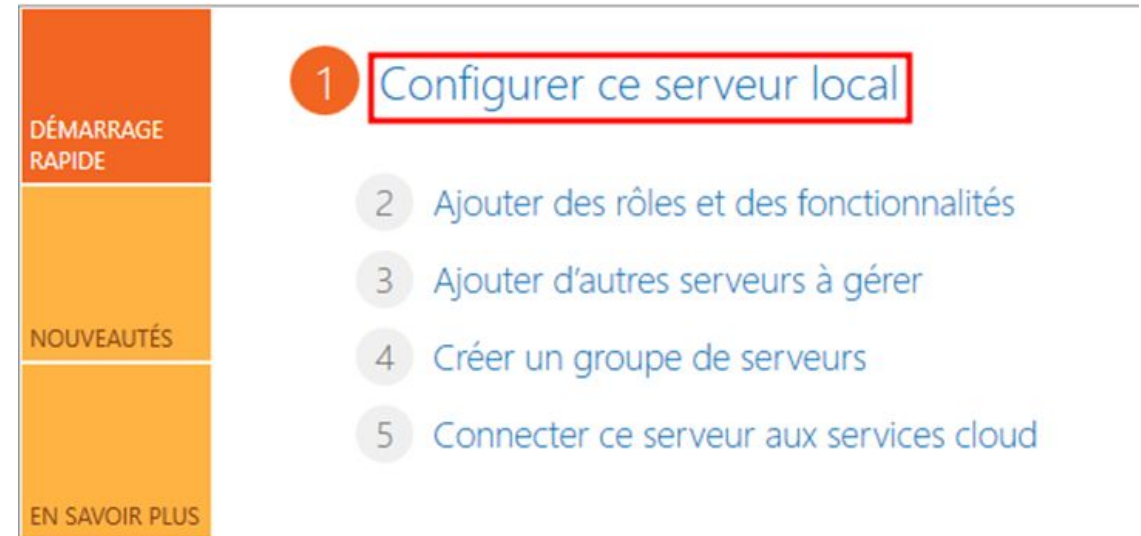 DÉMARRAGE
RAPIDE
NOUVEAUTÉS
EN SAVOIR PLUS
1 Configurer ce serveur local
2 Ajouter des rôles et des fonctionnalités
3 Ajouter d’autres serveurs à gérer
4 Créer un groupe de serveurs
5 Connecter ce serveur aux services cloud